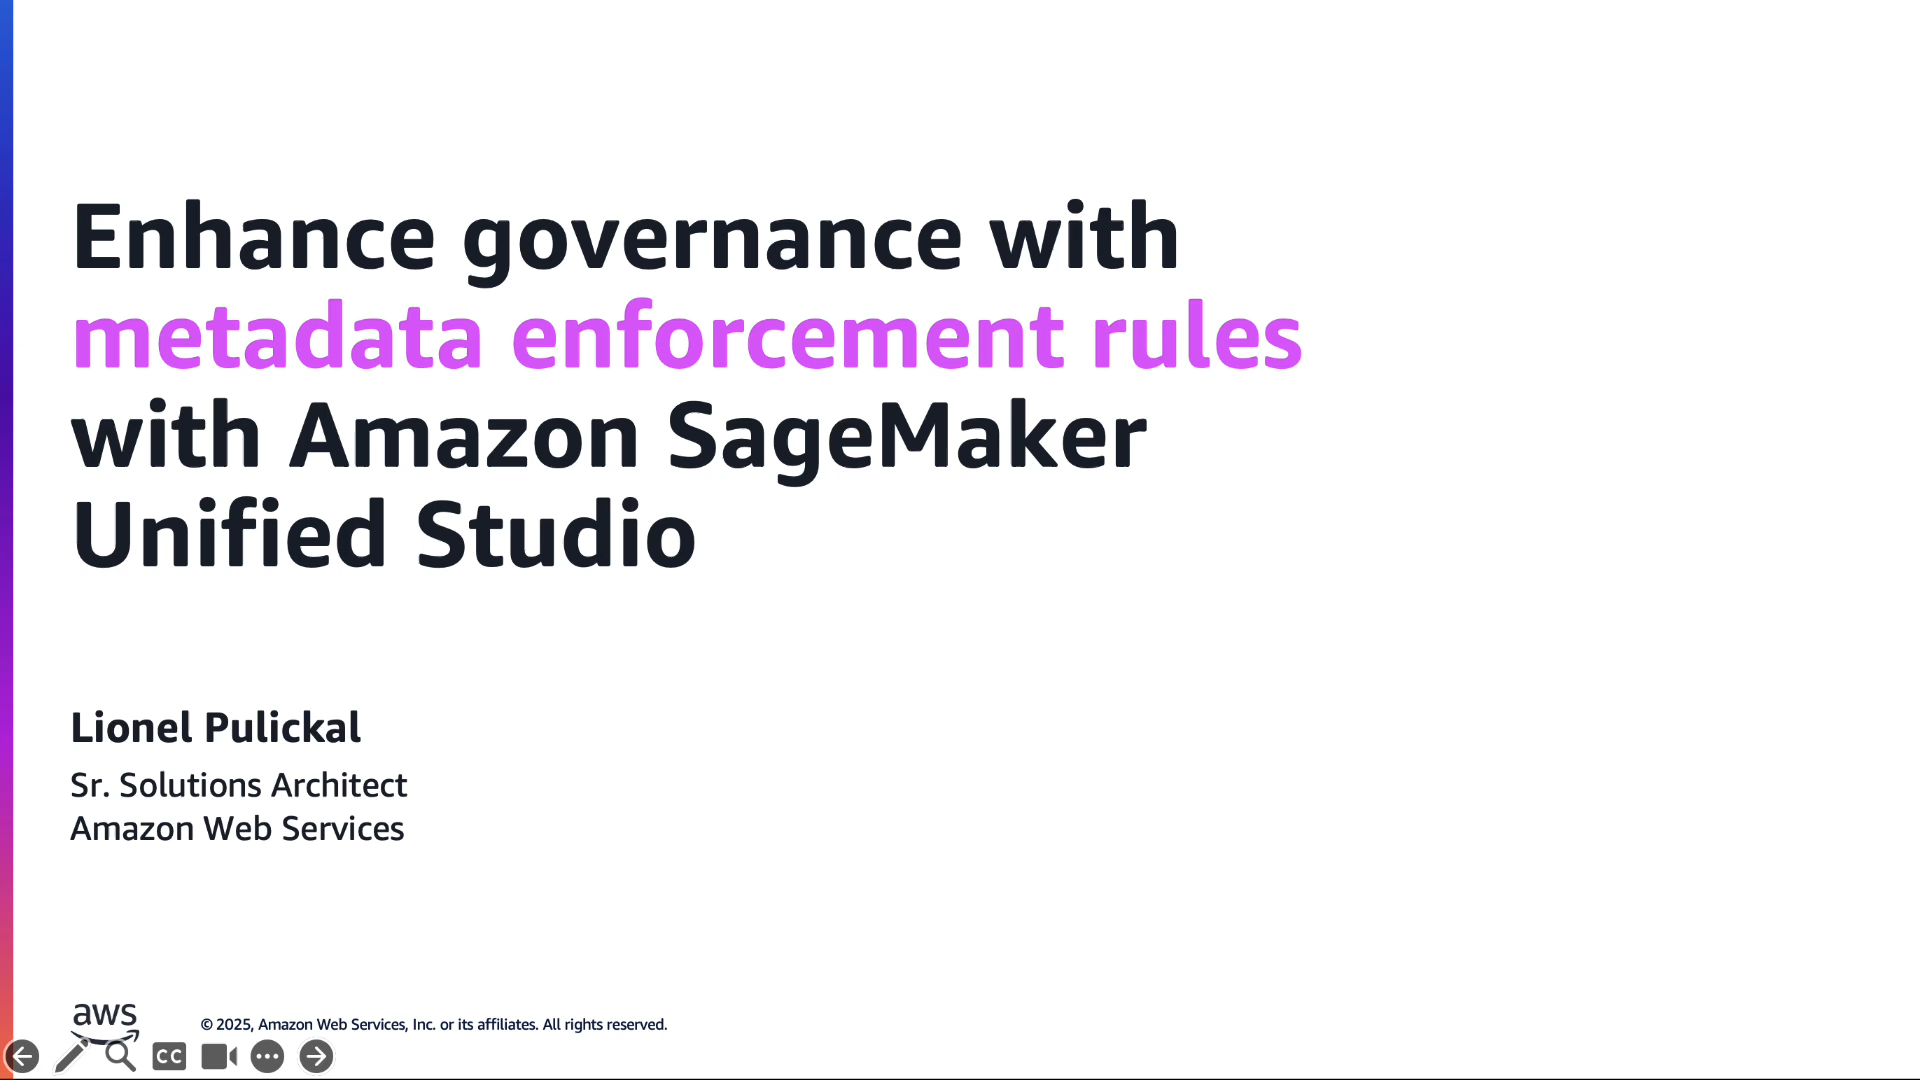 Enhance governance with
metadata enforcement rules
with Amazon SageMaker
Unified Studio
Lionel Pulickal
Sr. Solutions Architect
Amazon Web Services
aws
© 2025, Amazon Web Services, Inc. or its affiliates. All rights reserved.
CC